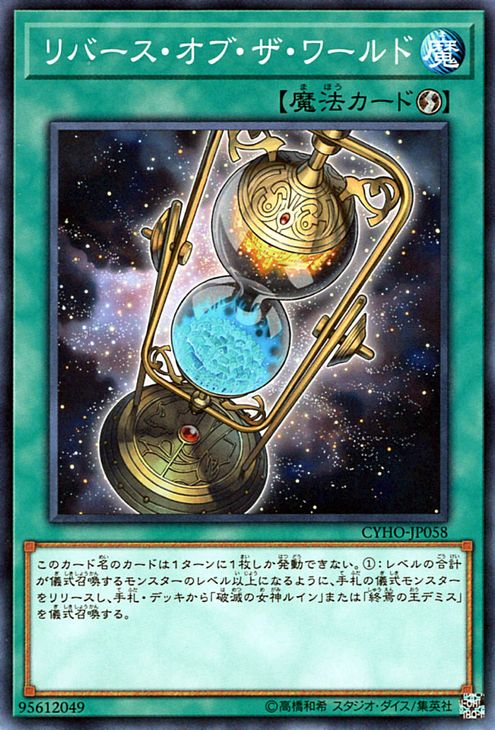 リバース・オブ・ザ・ワールド
魔
【魔法カード】
CYHO-JP058
このカード名のカードは1ターンに1枚しか発動できない。①:レベルの合計
が儀式召喚するモンスターのレベル以上になるように、手札の儀式モンスター
をリリースし、手札・デッキから「破滅の女神ルイン」または「終焉の王デミス」
を儀式召喚する。
95612049
©高橋和希 スタジオ・ダイス/集英社